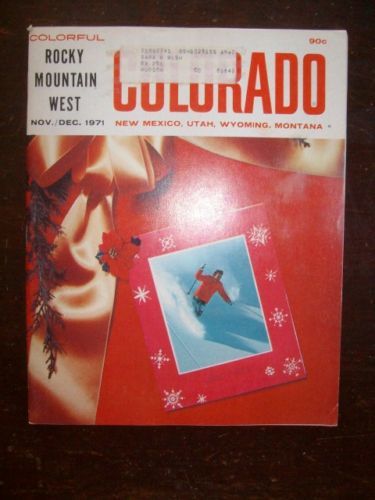 COLORFUL
90c
ROCKY
MOUNTAIN
WEST
COLORADO
NOV./DEC. 1971
NEW MEXICO, UTAH, WYOMING, MONTANA